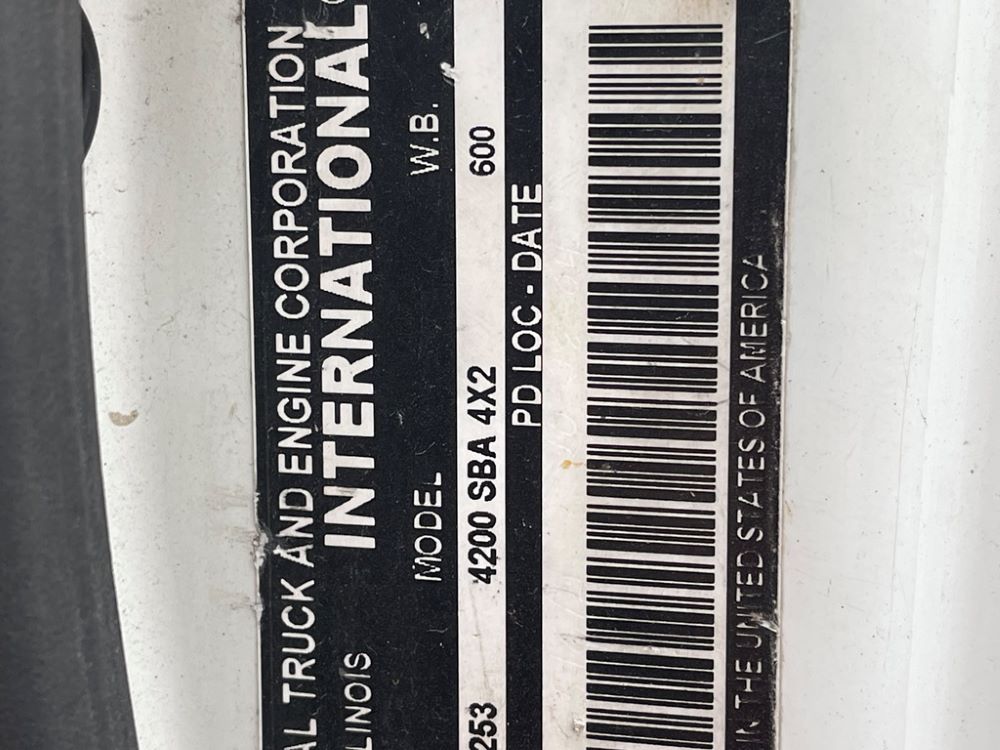 AL TRUCK AND ENGINE CORPORATION
LINOIS INTERNATIONAL
MODEL W.B.
253 4200 SBA 4X2 600
PD LOC - DATE
IN THE UNITED STATES OF AMERICA